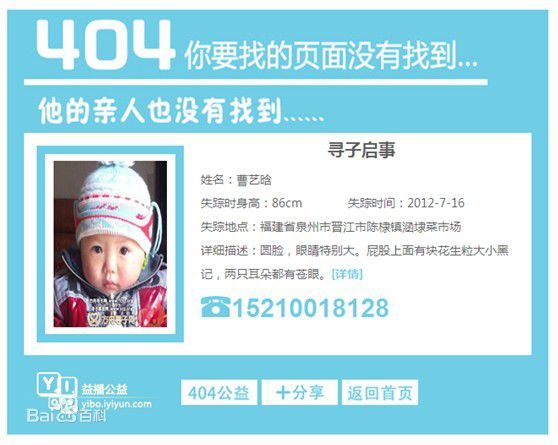 404 你要找的页面没有找到...
他的亲人也没有找到......
寻子启事
姓名：曹艺晗
失踪时身高：86cm 失踪时间：2012-7-16
失踪地点：福建省泉州市晋江市陈棣镇涵埭菜市场
详细描述：圆脸，眼睛特别大。屁股上面有块花生粒大小黑
记，两只耳朵都有苍眼。[详情]
☎15210018128
益播公益
yibo.iyiyun.com
404公益 +分享 返回首页
Bai 百科